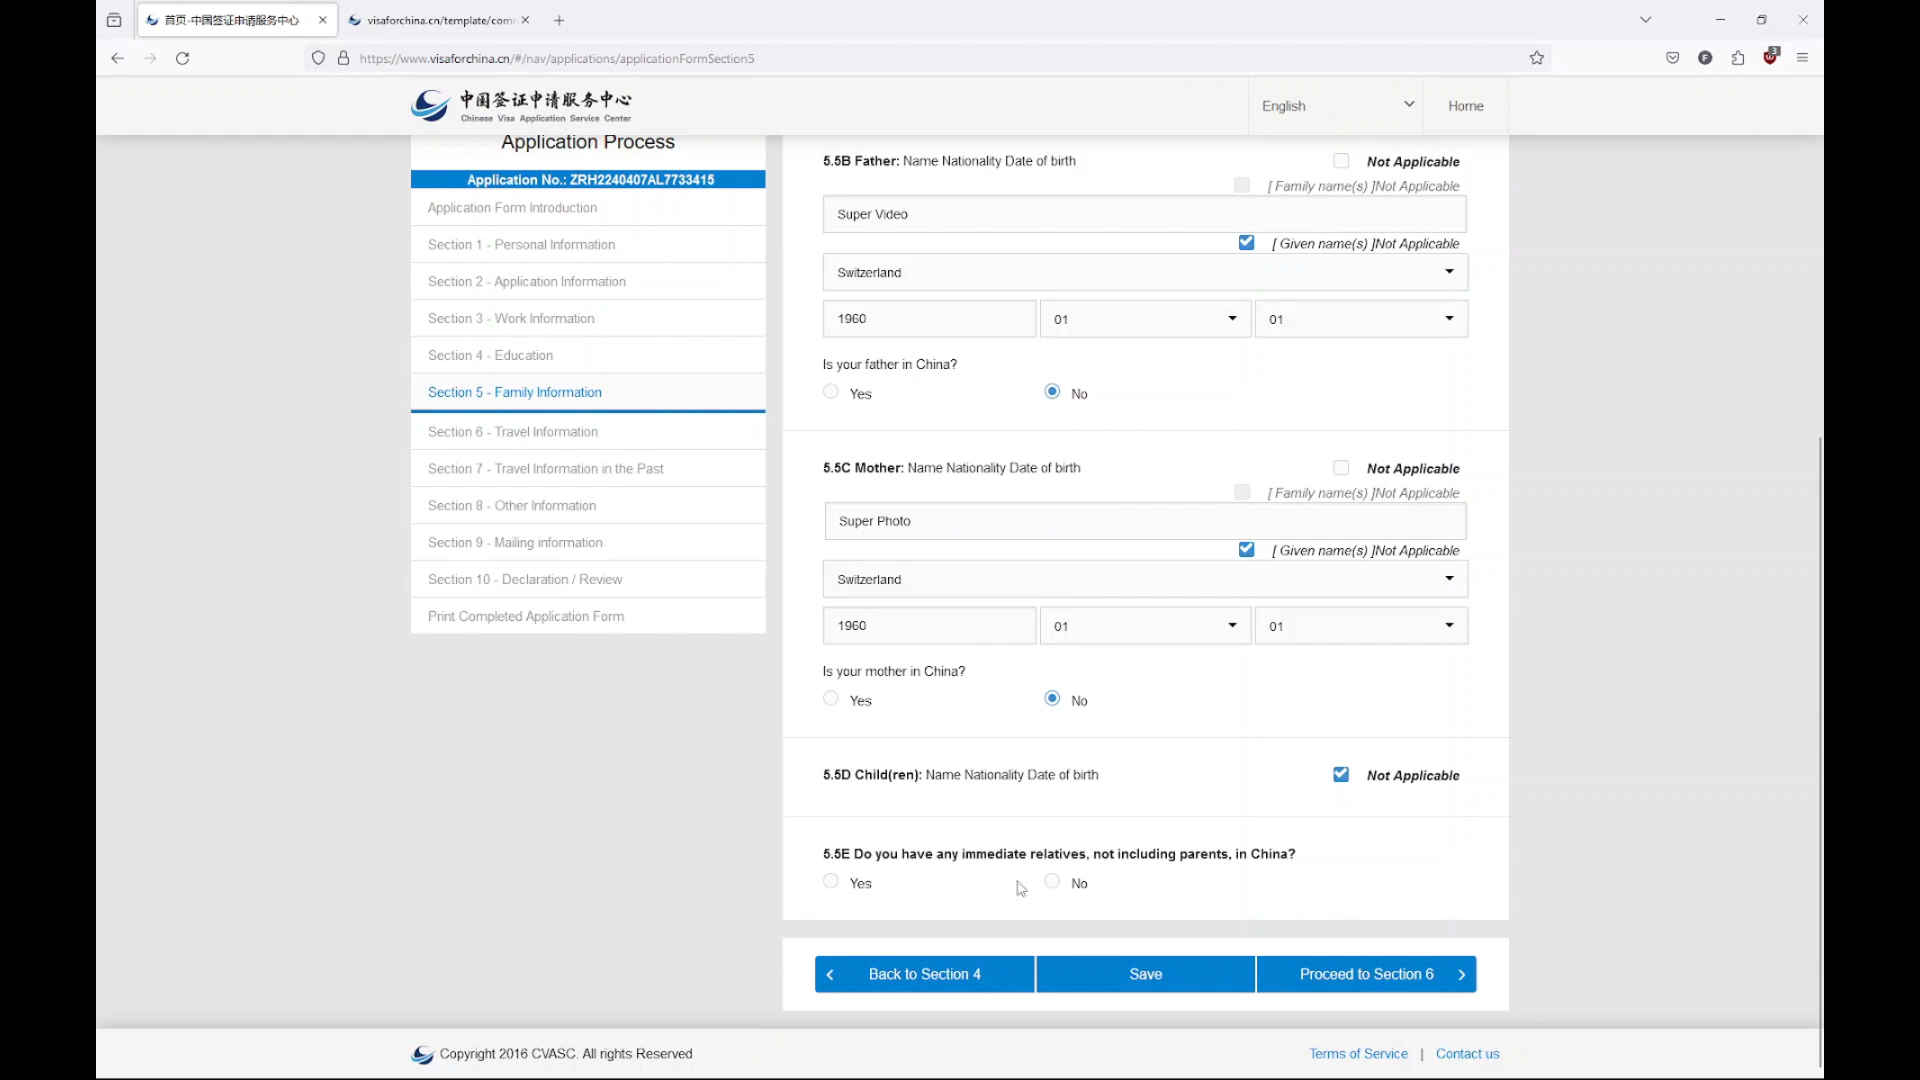 首页-中国签证申请服务中心
visaforchina.cn/template/comm
https://www.visaforchina.cn/#/nav/applications/applicationFormSection5
F
3
中国签证申请服务中心
Chinese Visa Application Service Center
English
Home
Application Process
Application No.: ZRH2240407AL7733415
Application Form Introduction
Section 1 - Personal Information
Section 2 - Application Information
Section 3 - Work Information
Section 4 - Education
Section 5 - Family Information
Section 6 - Travel Information
Section 7 - Travel Information in the Past
Section 8 - Other Information
Section 9 - Mailing information
Section 10 - Declaration / Review
Print Completed Application Form
5.5B Father: Name Nationality Date of birth
Not Applicable
[ Family name(s) ]Not Applicable
Super Video
[ Given name(s) ]Not Applicable
Switzerland
1960
01
01
Is your father in China?
Yes
No
5.5C Mother: Name Nationality Date of birth
Not Applicable
[ Family name(s) ]Not Applicable
Super Photo
[ Given name(s) ]Not Applicable
Switzerland
1960
01
01
Is your mother in China?
Yes
No
5.5D Child(ren): Name Nationality Date of birth
Not Applicable
5.5E Do you have any immediate relatives, not including parents, in China?
Yes
No
Back to Section 4
Save
Proceed to Section 6
Copyright 2016 CVASC. All rights Reserved
Terms of Service | Contact us